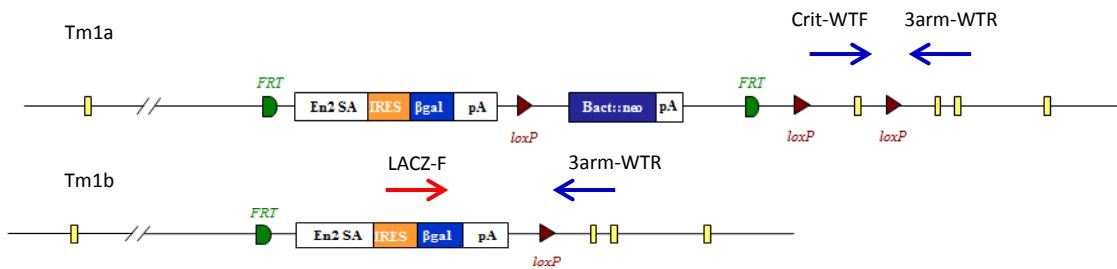 Crit-WTF 3arm-WTR
Tm1a
FRT FRT
En2 SA IRES βgal pA Bact::neo pA
loxP loxP loxP
LACZ-F 3arm-WTR
Tm1b
FRT
En2 SA IRES βgal pA
loxP